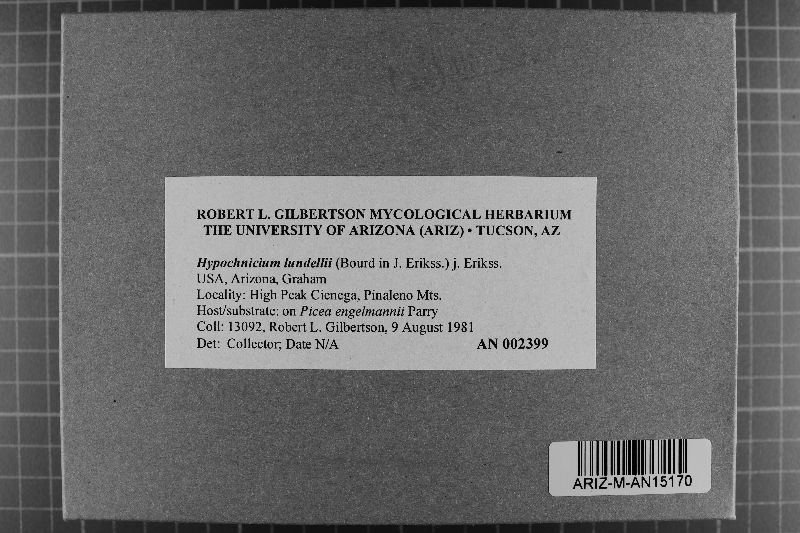 ROBERT L. GILBERTSON MYCOLOGICAL HERBARIUM
THE UNIVERSITY OF ARIZONA (ARIZ) • TUCSON, AZ
Hypochnicium lundellii (Bourd in J. Erikss.) j. Erikss.
USA, Arizona, Graham
Locality: High Peak Cienega, Pinaleno Mts.
Host/substrate: on Picea engelmannii Parry
Coll: 13092, Robert L. Gilbertson, 9 August 1981
Det: Collector; Date N/A AN 002399
ARIZ-M-AN15170